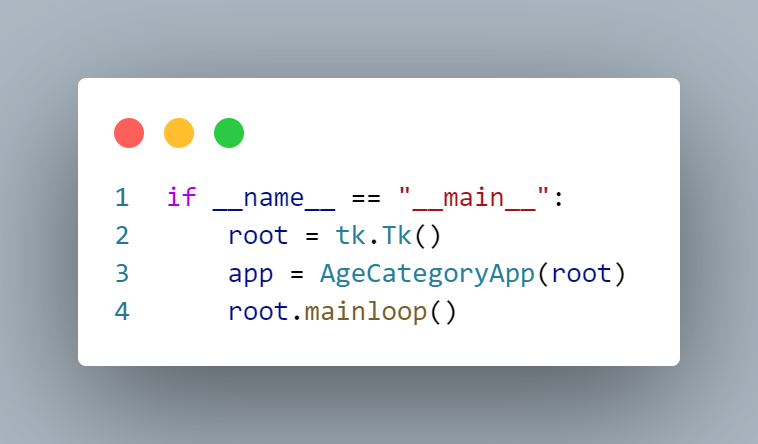 1 if __name__ == "__main__":
2     root = tk.Tk()
3     app = AgeCategoryApp(root)
4     root.mainloop()